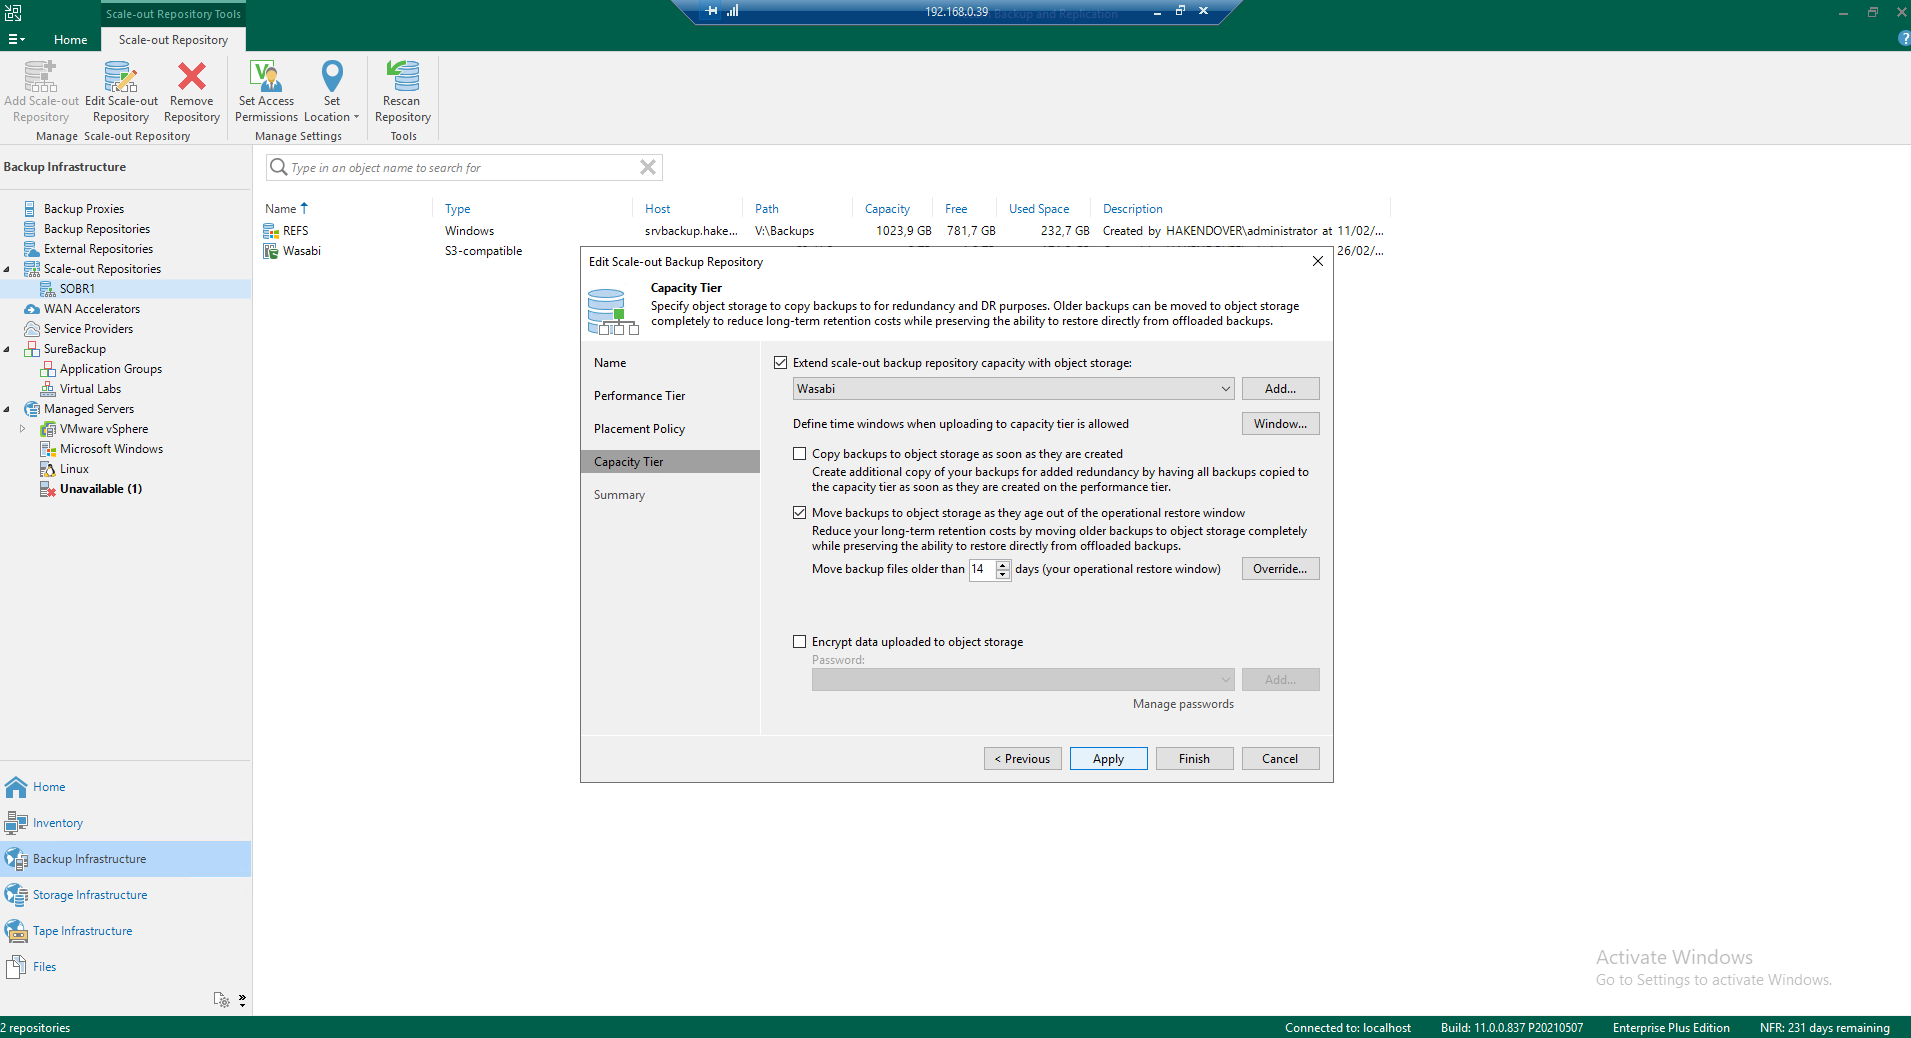 Scale-out Repository Tools
192.168.0.39
Backup and Replication
Home
Scale-out Repository
?
Add Scale-out
Repository
Edit Scale-out
Repository
Remove
Repository
Set Access
Permissions
Set
Location
Rescan
Repository
Manage Scale-out Repository
Manage Settings
Tools
Backup Infrastructure
Type in an object name to search for
Backup Proxies
Backup Repositories
External Repositories
Scale-out Repositories
SOBR1
WAN Accelerators
Service Providers
SureBackup
Application Groups
Virtual Labs
Managed Servers
VMware vSphere
Microsoft Windows
Linux
Unavailable (1)
Name Type Host Path Capacity Free Used Space Description
REFS Windows srvbackup.hake... V:\Backups 1023,9 GB 781,7 GB 232,7 GB Created by HAKENDOVER\administrator at 11/02/...
Wasabi S3-compatible 26/02/...
Edit Scale-out Backup Repository
Capacity Tier
Specify object storage to copy backups to for redundancy and DR purposes. Older backups can be moved to object storage
completely to reduce long-term retention costs while preserving the ability to restore directly from offloaded backups.
Name
Performance Tier
Placement Policy
Capacity Tier
Summary
Extend scale-out backup repository capacity with object storage:
Wasabi
Add...
Define time windows when uploading to capacity tier is allowed
Window...
Copy backups to object storage as soon as they are created
Create additional copy of your backups for added redundancy by having all backups copied to
the capacity tier as soon as they are created on the performance tier.
Move backups to object storage as they age out of the operational restore window
Reduce your long-term retention costs by moving older backups to object storage completely
while preserving the ability to restore directly from offloaded backups.
Move backup files older than 14 days (your operational restore window)
Override...
Encrypt data uploaded to object storage
Password:
Add...
Manage passwords
< Previous
Apply
Finish
Cancel
Home
Inventory
Backup Infrastructure
Storage Infrastructure
Tape Infrastructure
Files
Activate Windows
Go to Settings to activate Windows.
2 repositories
Connected to: localhost
Build: 11.0.0.837 P20210507
Enterprise Plus Edition
NFR: 231 days remaining